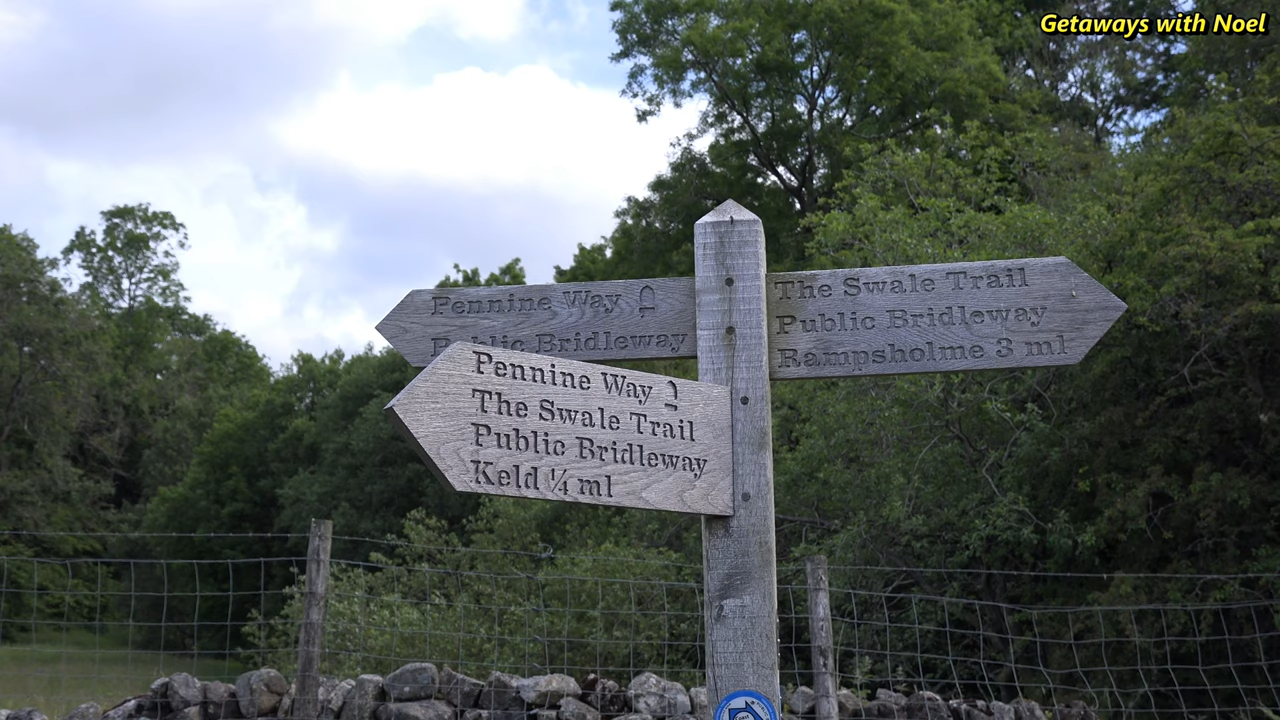 Getaways with Noel
Pennine Way
Public Bridleway
The Swale Trail
Public Bridleway
Rampsholme 3 ml
Pennine Way
The Swale Trail
Public Bridleway
Keld ¼ ml